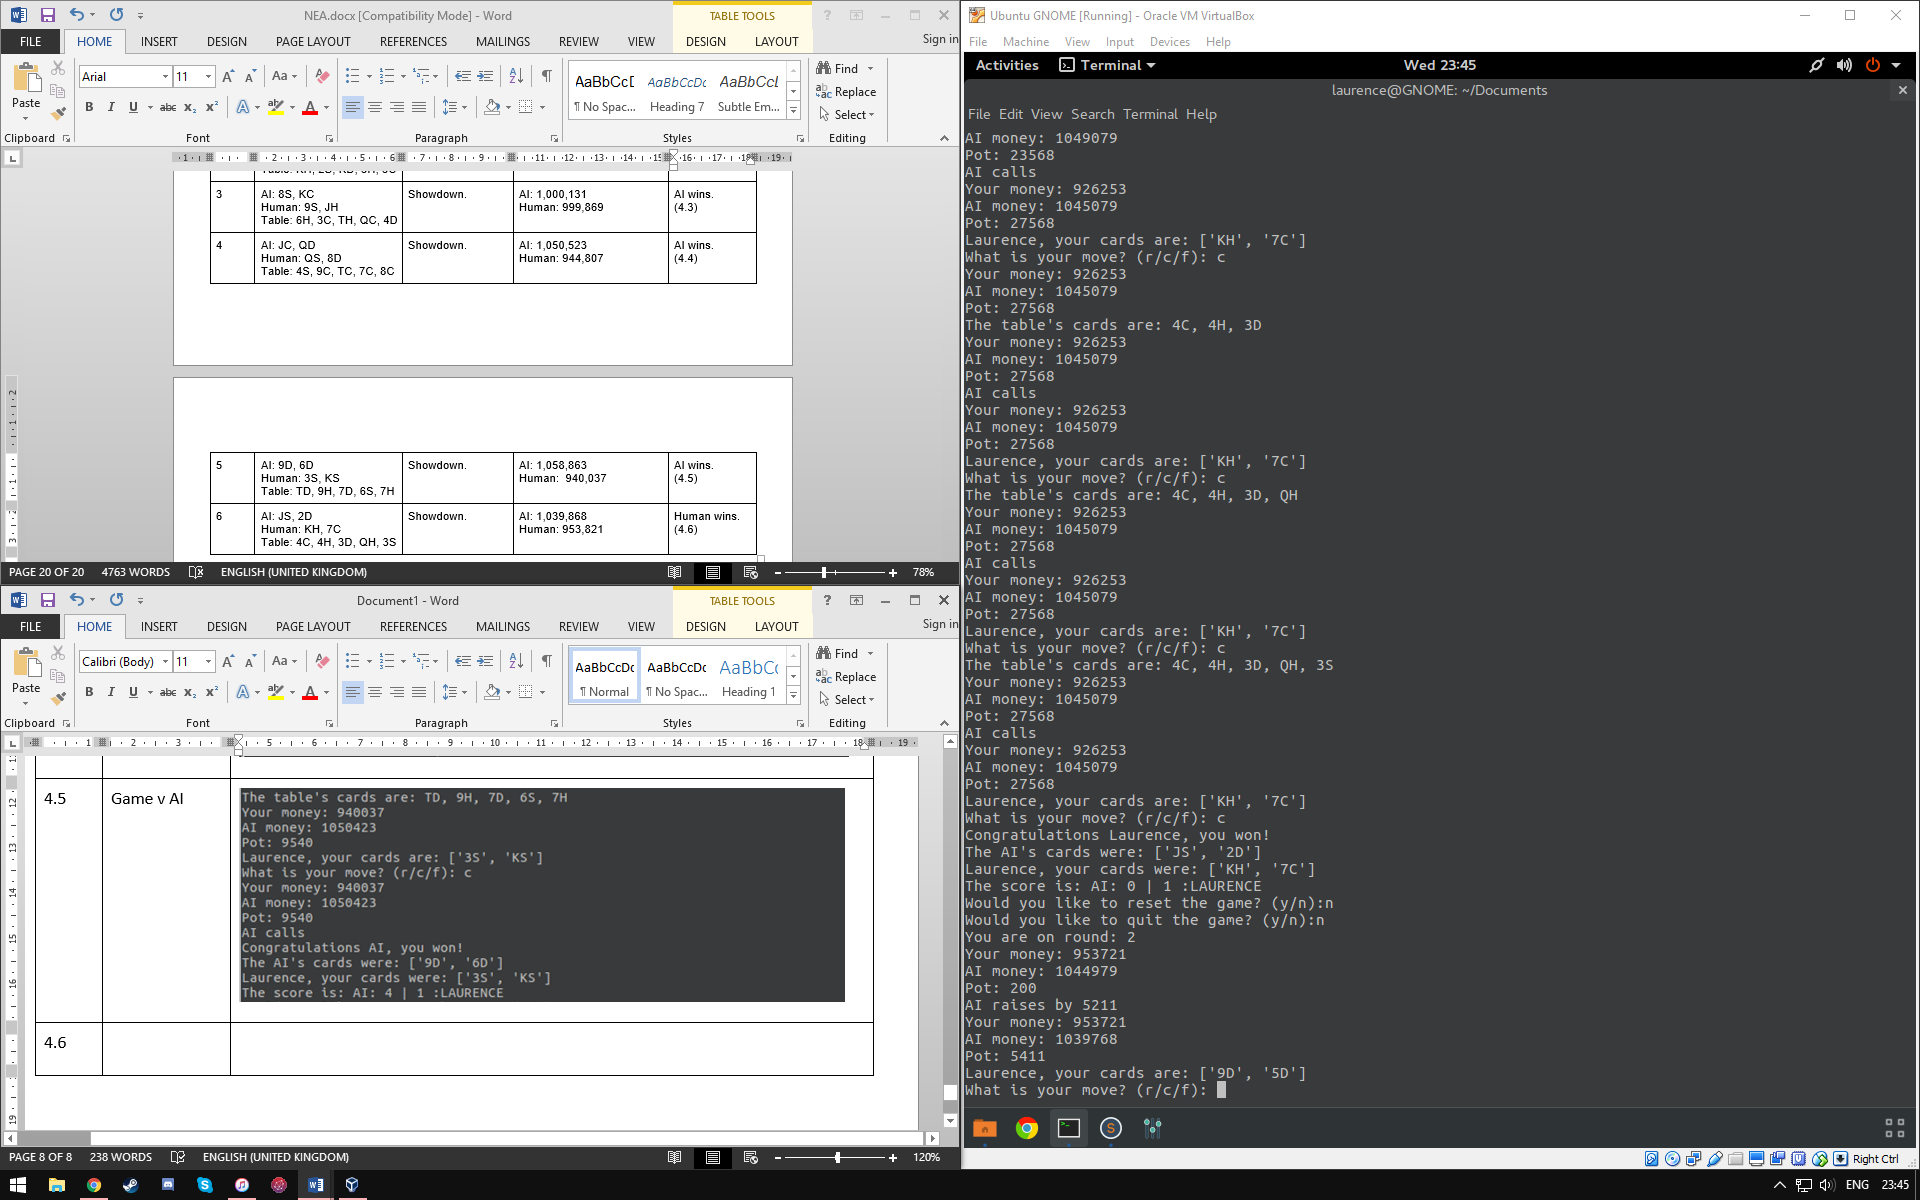 NEA.docx [Compatibility Mode] - Word
TABLE TOOLS
FILE HOME INSERT DESIGN PAGE LAYOUT REFERENCES MAILINGS REVIEW VIEW DESIGN LAYOUT Sign in
Arial 11
Paste
B I U abc x₂ x² A A
AaBbCcD AaBbCcDc AaBbCcL
¶ No Spac... Heading 7 Subtle Em...
Find
Replace
Select
Clipboard Font Paragraph Styles Editing
3
AI: 8S, KC
Human: 9S, JH
Table: 6H, 3C, TH, QC, 4D
Showdown.
AI: 1,000,131
Human: 999,869
AI wins.
(4.3)
4
AI: JC, QD
Human: QS, 8D
Table: 4S, 9C, TC, 7C, 8C
Showdown.
AI: 1,050,523
Human: 944,807
AI wins.
(4.4)
5
AI: 9D, 6D
Human: 3S, KS
Table: TD, 9H, 7D, 6S, 7H
Showdown.
AI: 1,058,863
Human: 940,037
AI wins.
(4.5)
6
AI: JS, 2D
Human: KH, 7C
Table: 4C, 4H, 3D, QH, 3S
Showdown.
AI: 1,039,868
Human: 953,821
Human wins.
(4.6)
PAGE 20 OF 20 4763 WORDS ENGLISH (UNITED KINGDOM) 78%
Document1 - Word
TABLE TOOLS
FILE HOME INSERT DESIGN PAGE LAYOUT REFERENCES MAILINGS REVIEW VIEW DESIGN LAYOUT Sign in
Calibri (Body) 11
Paste
B I U abc x₂ x² A A
AaBbCcDc AaBbCcDc AaBbCc
¶ Normal ¶ No Spac... Heading 1
Find
Replace
Select
Clipboard Font Paragraph Styles Editing
4.5
Game v AI
The table's cards are: TD, 9H, 7D, 6S, 7H
Your money: 940037
AI money: 1050423
Pot: 9540
Laurence, your cards are: ['3S', 'KS']
What is your move? (r/c/f): c
Your money: 940037
AI money: 1050423
Pot: 9540
AI calls
Congratulations AI, you won!
The AI's cards were: ['9D', '6D']
Laurence, your cards were: ['3S', 'KS']
The score is: AI: 4 | 1 :LAURENCE
4.6
PAGE 8 OF 8 238 WORDS ENGLISH (UNITED KINGDOM) 120%
Ubuntu GNOME [Running] - Oracle VM VirtualBox
File Machine View Input Devices Help
Activities Terminal Wed 23:45
laurence@GNOME: ~/Documents
File Edit View Search Terminal Help
AI money: 1049079
Pot: 23568
AI calls
Your money: 926253
AI money: 1045079
Pot: 27568
Laurence, your cards are: ['KH', '7C']
What is your move? (r/c/f): c
Your money: 926253
AI money: 1045079
Pot: 27568
The table's cards are: 4C, 4H, 3D
Your money: 926253
AI money: 1045079
Pot: 27568
AI calls
Your money: 926253
AI money: 1045079
Pot: 27568
Laurence, your cards are: ['KH', '7C']
What is your move? (r/c/f): c
The table's cards are: 4C, 4H, 3D, QH
Your money: 926253
AI money: 1045079
Pot: 27568
AI calls
Your money: 926253
AI money: 1045079
Pot: 27568
Laurence, your cards are: ['KH', '7C']
What is your move? (r/c/f): c
The table's cards are: 4C, 4H, 3D, QH, 3S
Your money: 926253
AI money: 1045079
Pot: 27568
AI calls
Your money: 926253
AI money: 1045079
Pot: 27568
Laurence, your cards are: ['KH', '7C']
What is your move? (r/c/f): c
Congratulations Laurence, you won!
The AI's cards were: ['JS', '2D']
Laurence, your cards were: ['KH', '7C']
The score is: AI: 0 | 1 :LAURENCE
Would you like to reset the game? (y/n):n
Would you like to quit the game? (y/n):n
You are on round: 2
Your money: 953721
AI money: 1044979
Pot: 200
AI raises by 5211
Your money: 953721
AI money: 1039768
Pot: 5411
Laurence, your cards are: ['9D', '5D']
What is your move? (r/c/f):
Right Ctrl
ENG 23:45